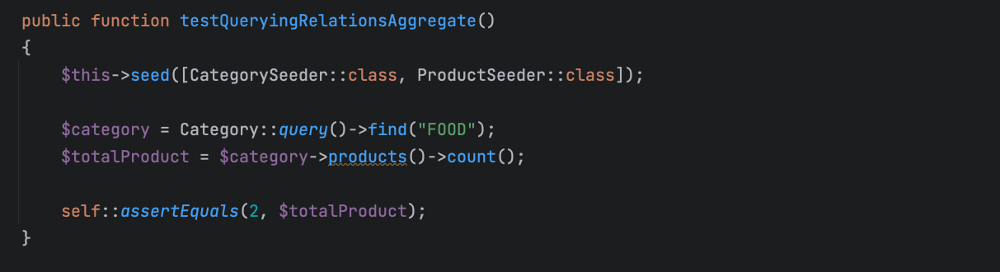 public function testQueryingRelationsAggregate()
{
    $this->seed([CategorySeeder::class, ProductSeeder::class]);

    $category = Category::query()->find("FOOD");
    $totalProduct = $category->products()->count();

    self::assertEquals(2, $totalProduct);
}